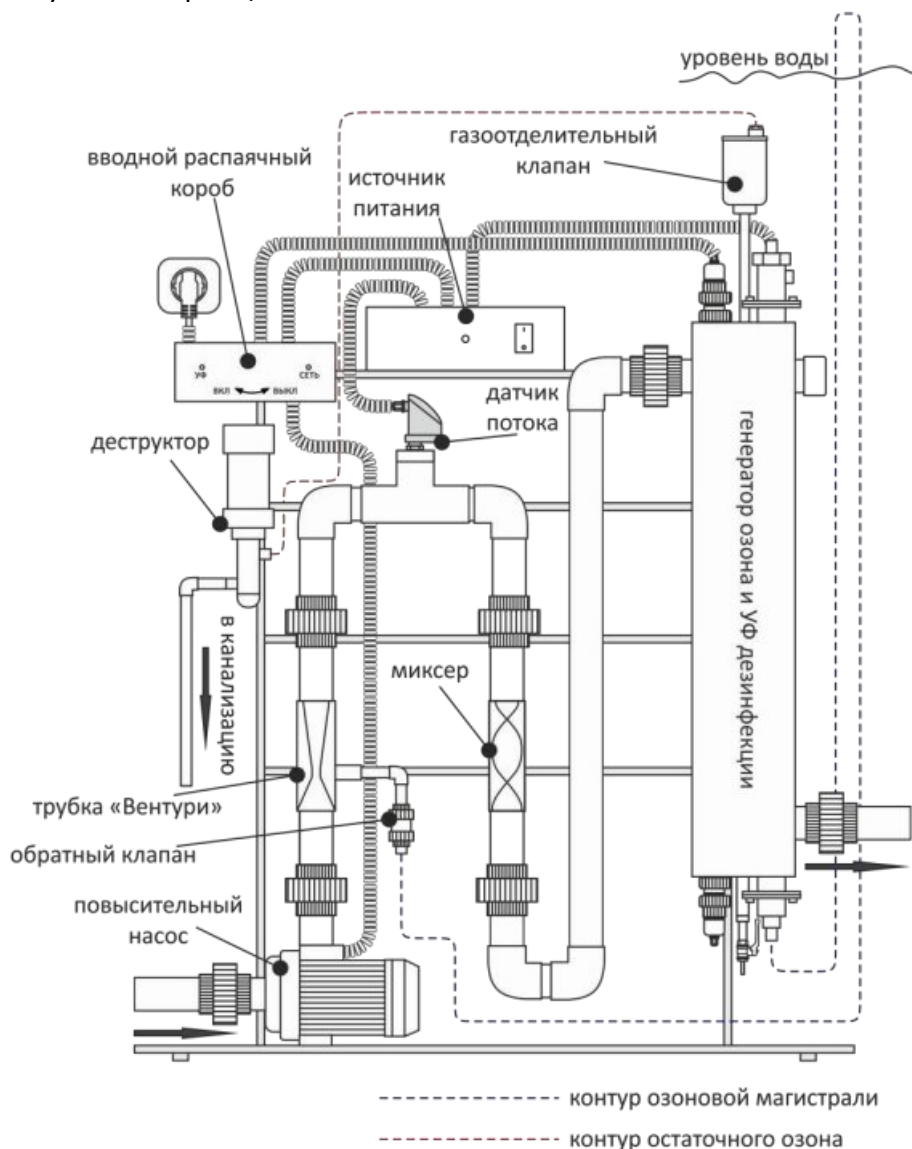 уровень воды
газоотделительный
клапан
вводной распаячный
короб
источник
питания
УФ
СЕТЬ
ВКЛ
ВЫКЛ
датчик
потока
деструктор
генератор озона и УФ дезинфекции
в канализацию
миксер
трубка «Вентури»
обратный клапан
повысительный
насос
контур озоновой магистрали
контур остаточного озона